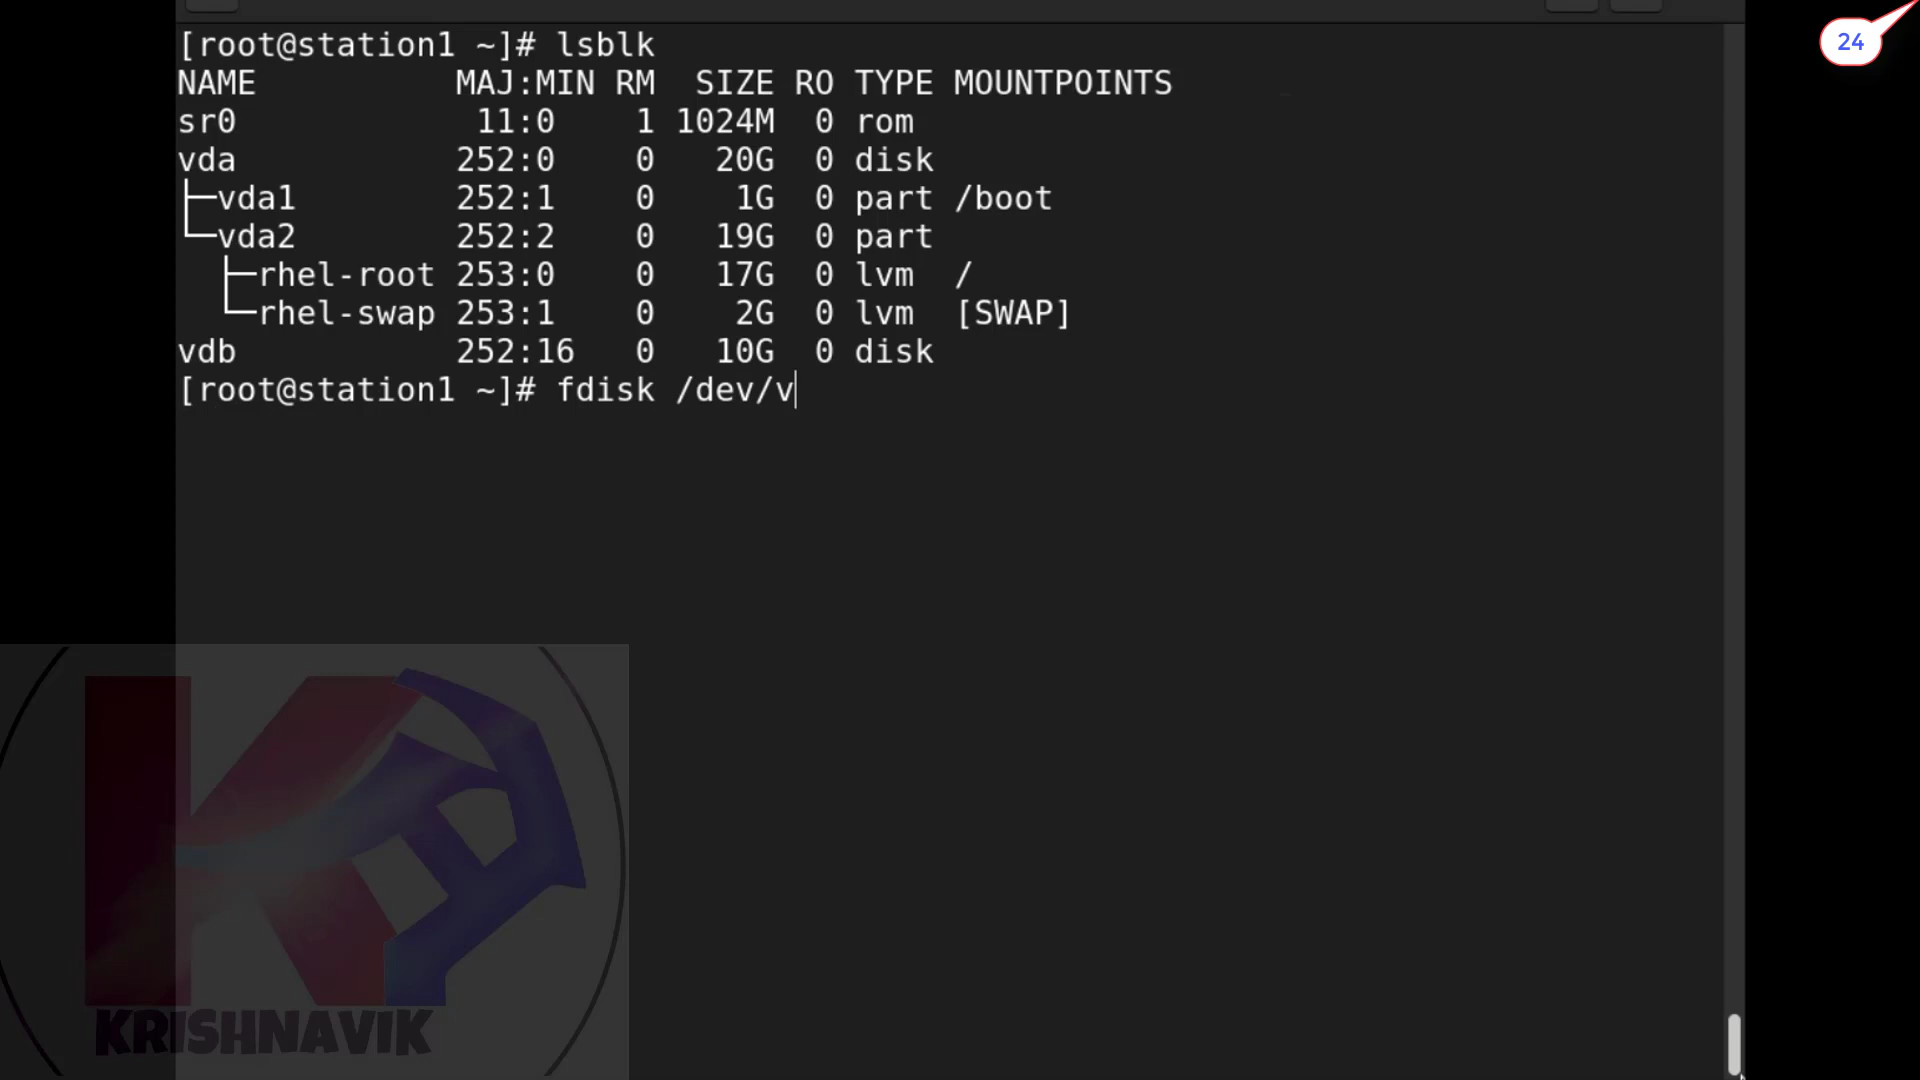 24
[root@station1 ~]# lsblk
NAME          MAJ:MIN RM   SIZE RO TYPE MOUNTPOINTS
sr0            11:0    1  1024M  0 rom
vda           252:0    0    20G  0 disk
├─vda1        252:1    0     1G  0 part /boot
└─vda2        252:2    0    19G  0 part
  ├─rhel-root 253:0    0    17G  0 lvm  /
  └─rhel-swap 253:1    0     2G  0 lvm  [SWAP]
vdb           252:16   0    10G  0 disk
[root@station1 ~]# fdisk /dev/v
KRISHNAVIK